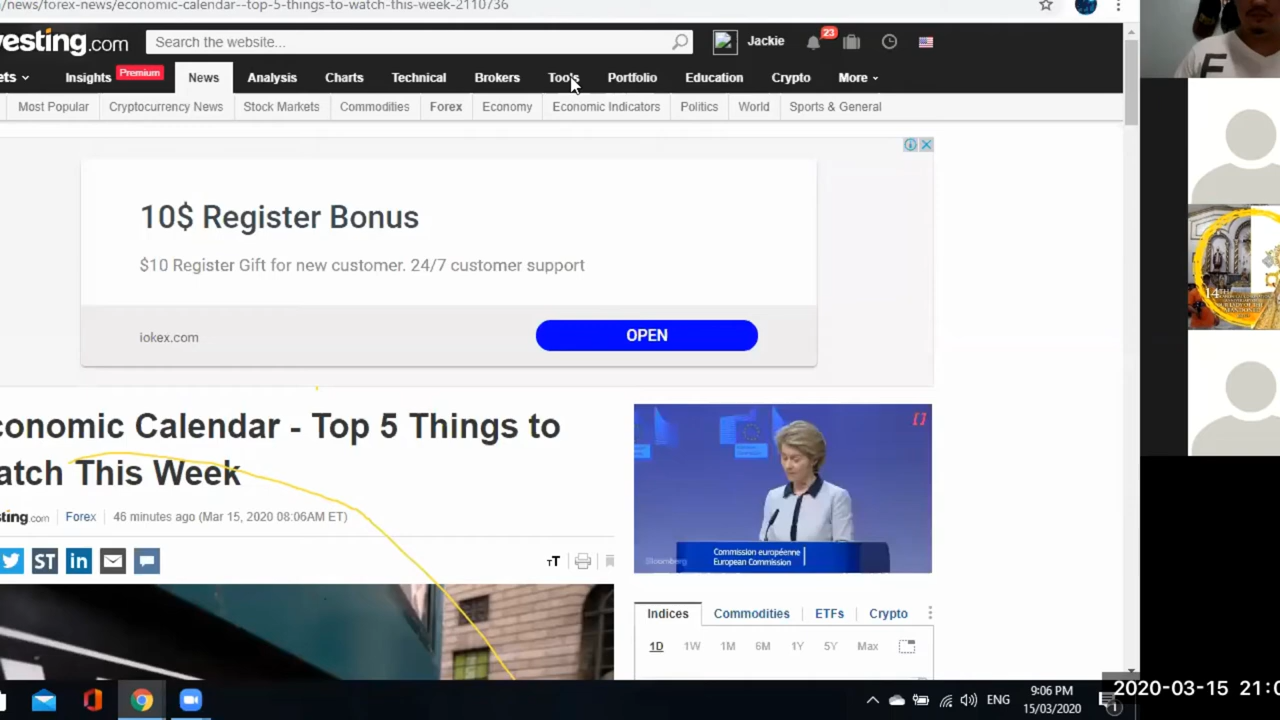 /news/forex-news/economic-calendar--top-5-things-to-watch-this-week-2110736
vesting.com
Search the website...
Jackie
23
ets
Insights
Premium
News
Analysis
Charts
Technical
Brokers
Tools
Portfolio
Education
Crypto
More
Most Popular
Cryptocurrency News
Stock Markets
Commodities
Forex
Economy
Economic Indicators
Politics
World
Sports & General
10$ Register Bonus
$10 Register Gift for new customer. 24/7 customer support
iokex.com
OPEN
conomic Calendar - Top 5 Things to
atch This Week
sting.com
Forex
46 minutes ago (Mar 15, 2020 08:06AM ET)
ST
in
TT
Bloomberg
Commission européenne
European Commission
Indices
Commodities
ETFs
Crypto
1D
1W
1M
6M
1Y
5Y
Max
F
14TH
ENG
9:06 PM
15/03/2020
1
2020-03-15 21:0